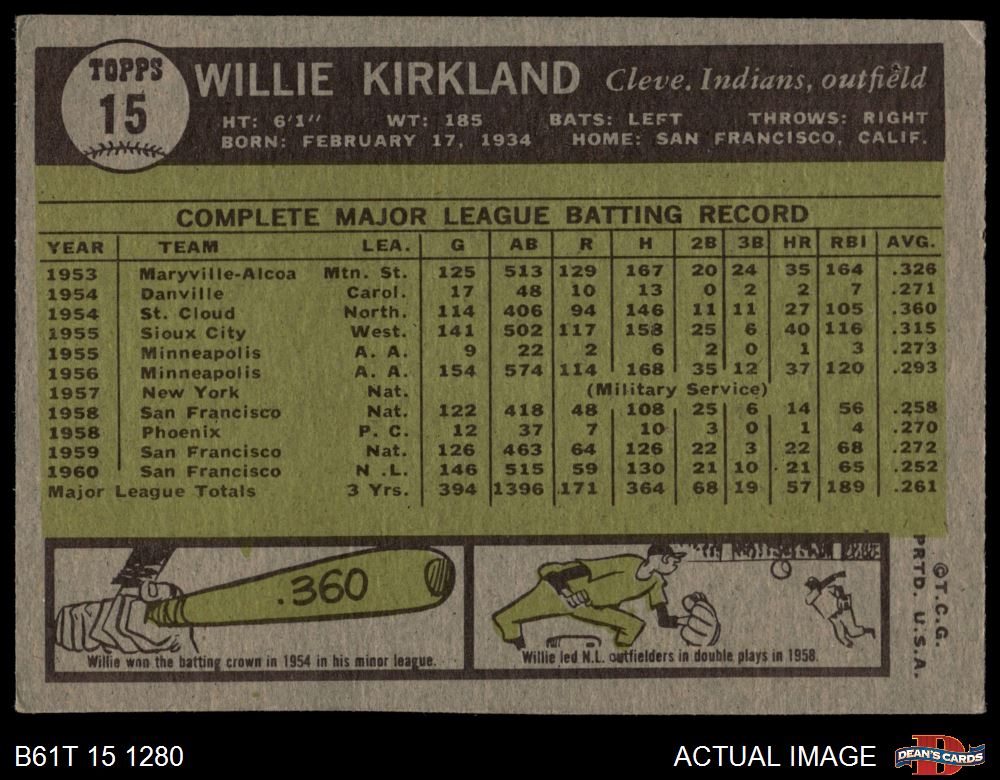 TOPPS
15
WILLIE KIRKLAND Cleve. Indians, outfield
HT: 6'1" WT: 185 BATS: LEFT THROWS: RIGHT
BORN: FEBRUARY 17, 1934 HOME: SAN FRANCISCO, CALIF.
COMPLETE MAJOR LEAGUE BATTING RECORD
YEAR TEAM LEA. G AB R H 2B 3B HR RBI AVG.
1953 Maryville-Alcoa Mtn. St. 125 513 129 167 20 24 35 164 .326
1954 Danville Carol. 17 48 10 13 0 2 2 7 .271
1954 St. Cloud North. 114 406 94 146 11 11 27 105 .360
1955 Sioux City West. 141 502 117 158 25 6 40 116 .315
1955 Minneapolis A. A. 9 22 2 6 2 0 1 3 .273
1956 Minneapolis A. A. 154 574 114 168 35 12 37 120 .293
1957 New York Nat. (Military Service)
1958 San Francisco Nat. 122 418 48 108 25 6 14 56 .258
1958 Phoenix P. C. 12 37 7 10 3 0 1 4 .270
1959 San Francisco Nat. 126 463 64 126 22 3 22 68 .272
1960 San Francisco N .L. 146 515 59 130 21 10 21 65 .252
Major League Totals 3 Yrs. 394 1396 171 364 68 19 57 189 .261
.360
Willie won the batting crown in 1954 in his minor league.
Willie led N.L. outfielders in double plays in 1958.
©T.C.G.
PRTD. U.S.A.
B61T 15 1280
ACTUAL IMAGE
DEAN'S CARDS